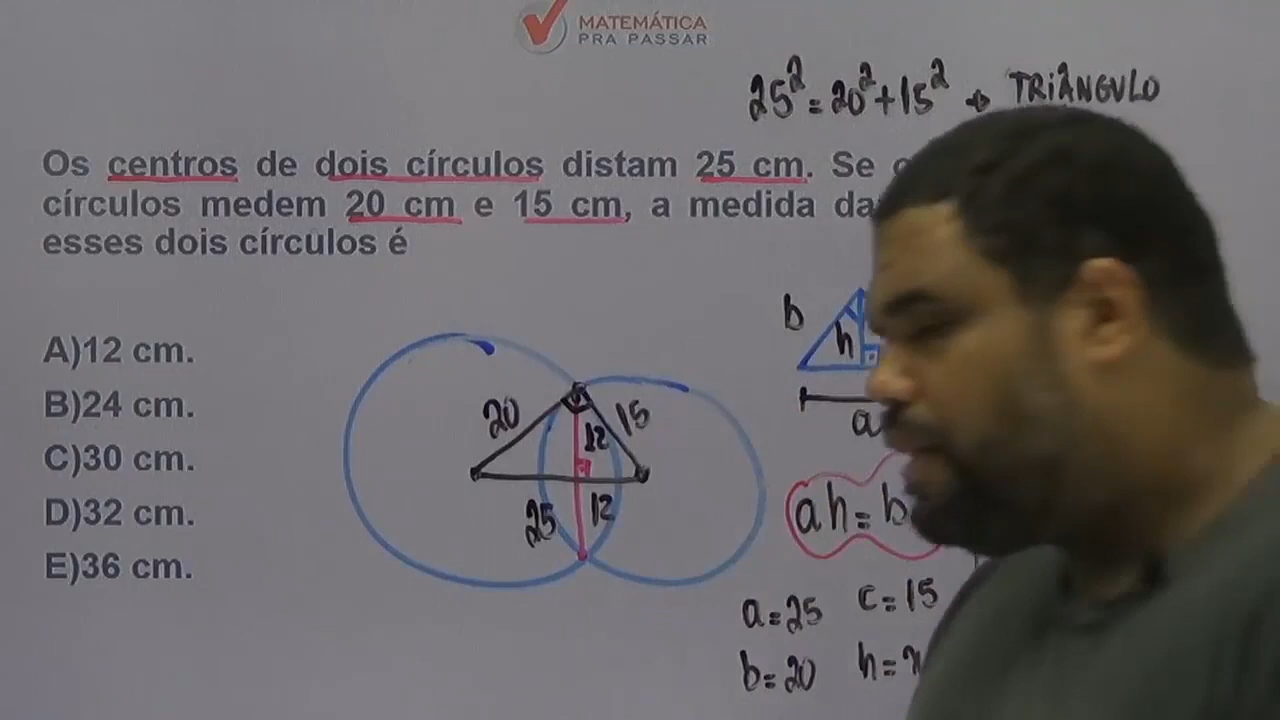 MATEMÁTICA
PRA PASSAR
25² = 20² + 15² → TRIÂNGULO
Os centros de dois círculos distam 25 cm. Se
círculos medem 20 cm e 15 cm, a medida da
esses dois círculos é
A)12 cm.
B)24 cm.
C)30 cm.
D)32 cm.
E)36 cm.
20
15
12
25
12
b
h
a
ah = b
a = 25
c = 15
b = 20
h =